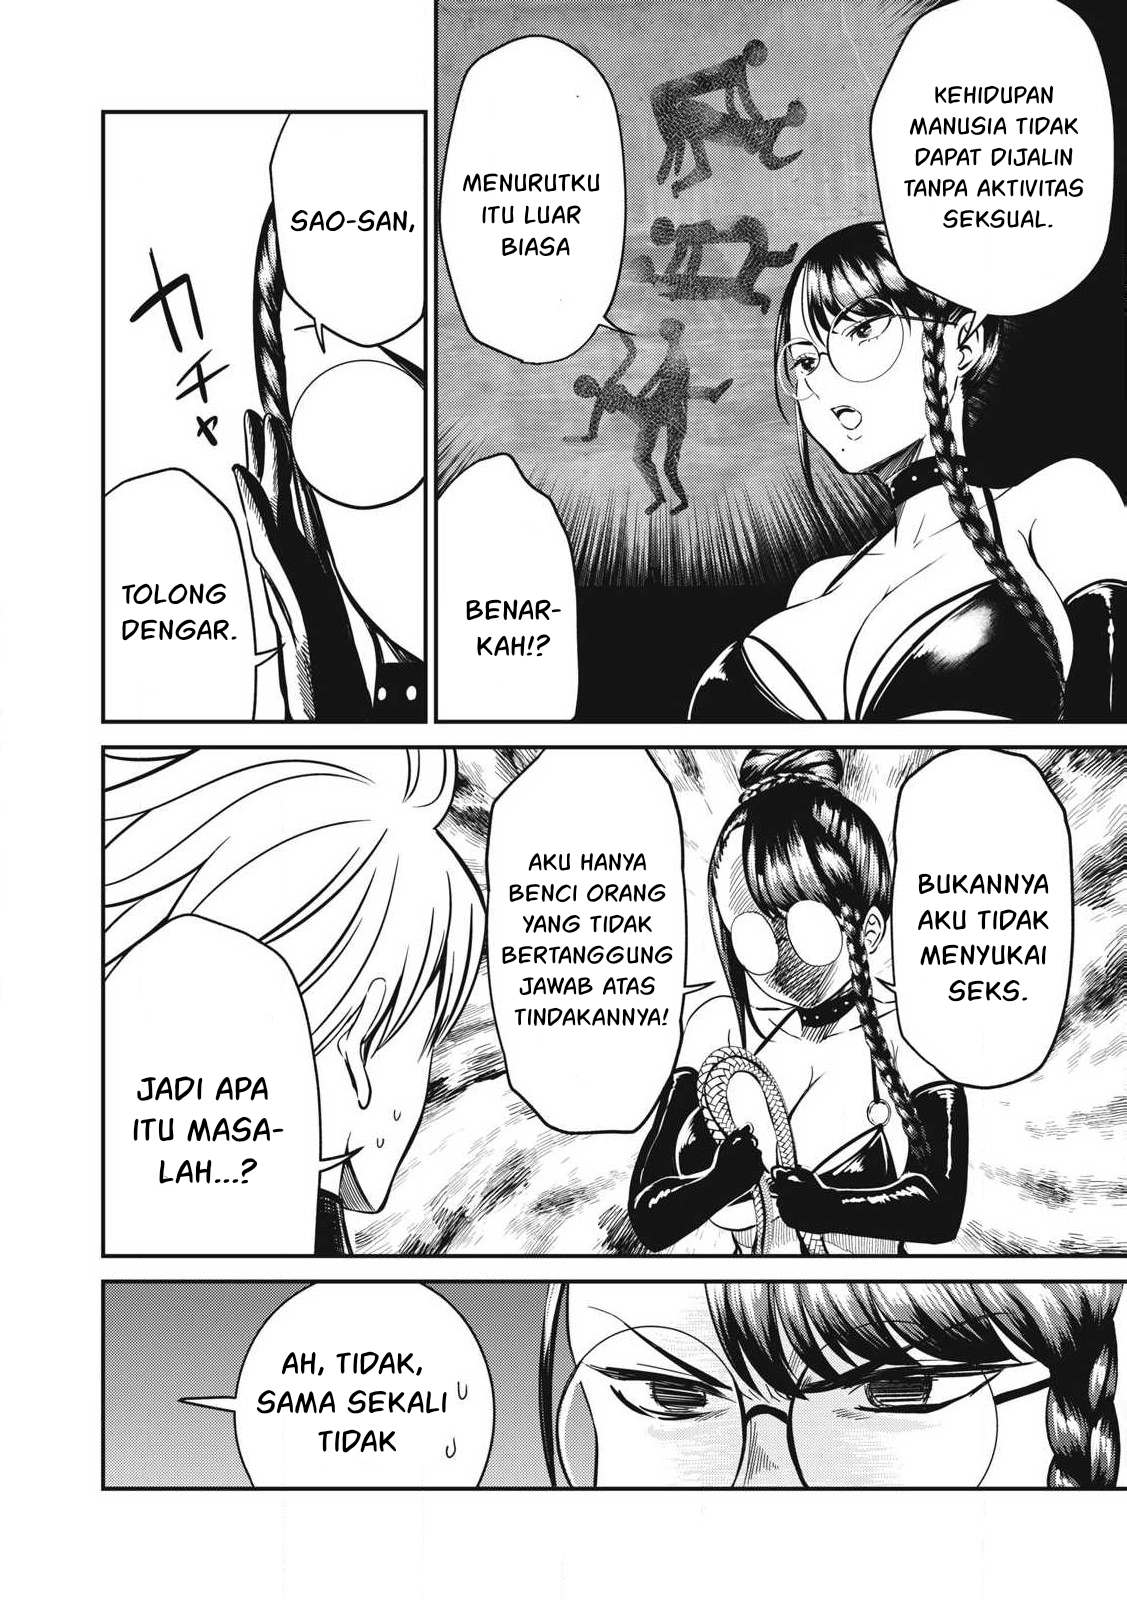 KEHIDUPAN
MANUSIA TIDAK
DAPAT DIJALIN
TANPA AKTIVITAS
SEKSUAL.
MENURUTKU
ITU LUAR
BIASA
BENAR-
KAH!?
SAO-SAN,
カチャ
TOLONG
DENGAR.
BUKANNYA
AKU TIDAK
MENYUKAI
SEKS.
AKU HANYA
BENCI ORANG
YANG TIDAK
BERTANGGUNG
JAWAB ATAS
TINDAKANNYA!
JADI APA
ITU MASA-
LAH...?
AH, TIDAK,
SAMA SEKALI
TIDAK